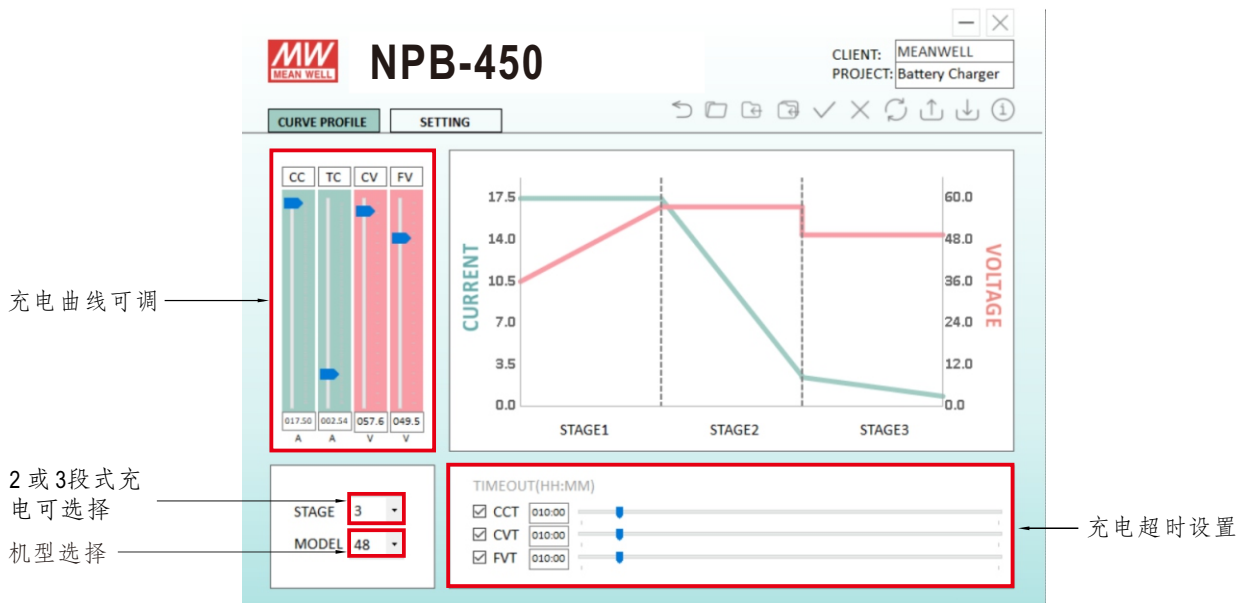 MW
MEAN WELL
NPB-450
CLIENT: MEANWELL
PROJECT: Battery Charger
CURVE PROFILE
SETTING
CC TC CV FV
017.50 002.54 057.6 049.5
A A V V
充电曲线可调
CURRENT
17.5
14.0
10.5
7.0
3.5
0.0
60.0
48.0
36.0
24.0
12.0
0.0
VOLTAGE
STAGE1 STAGE2 STAGE3
2 或 3段式充
电可选择
机型选择
STAGE 3
MODEL 48
TIMEOUT(HH:MM)
CCT 010:00
CVT 010:00
FVT 010:00
充电超时设置